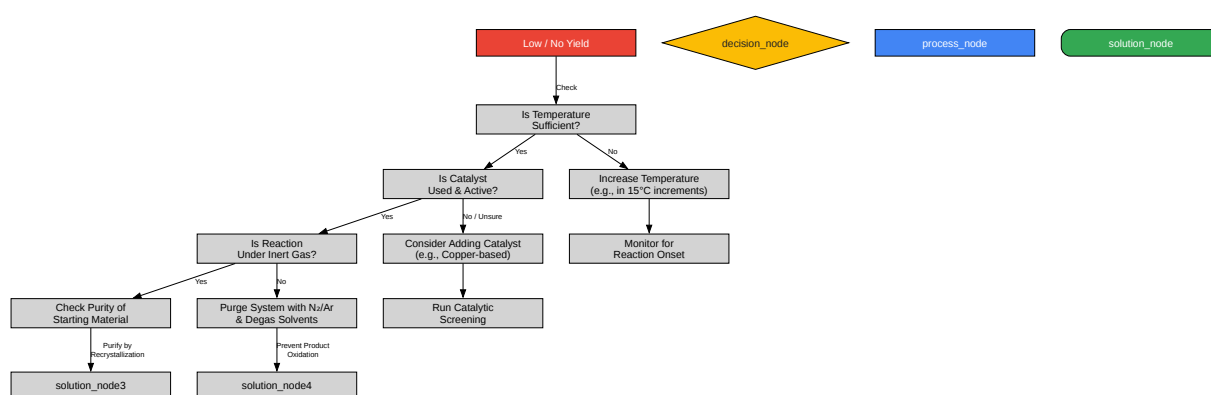 Low / No Yield
decision_node
process_node
solution_node
Check
Is Temperature
Sufficient?
Yes
No
Is Catalyst
Used & Active?
Increase Temperature
(e.g., in 15°C increments)
Yes
No / Unsure
Is Reaction
Under Inert Gas?
Consider Adding Catalyst
(e.g., Copper-based)
Monitor for
Reaction Onset
Yes
No
Check Purity of
Starting Material
Purge System with N₂/Ar
& Degas Solvents
Run Catalytic
Screening
Purify by
Recrystallization
Prevent Product
Oxidation
solution_node3
solution_node4